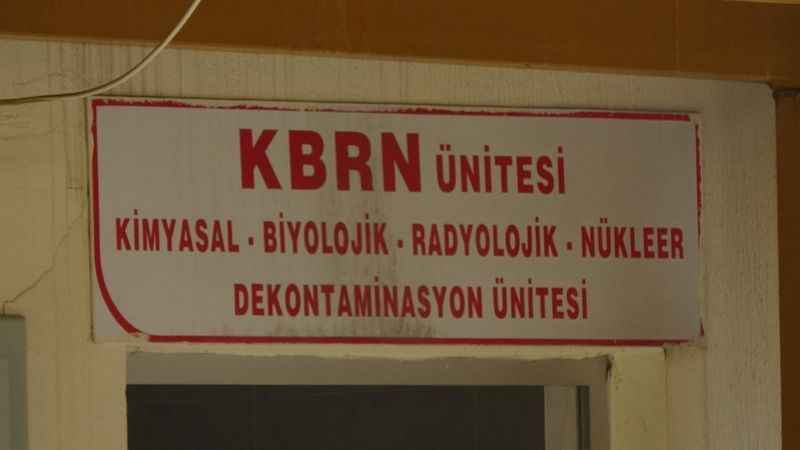 KBRN ÜNİTESİ
KİMYASAL - BİYOLOJİK - RADYOLOJİK - NÜKLEER
DEKONTAMİNASYON ÜNİTESİ